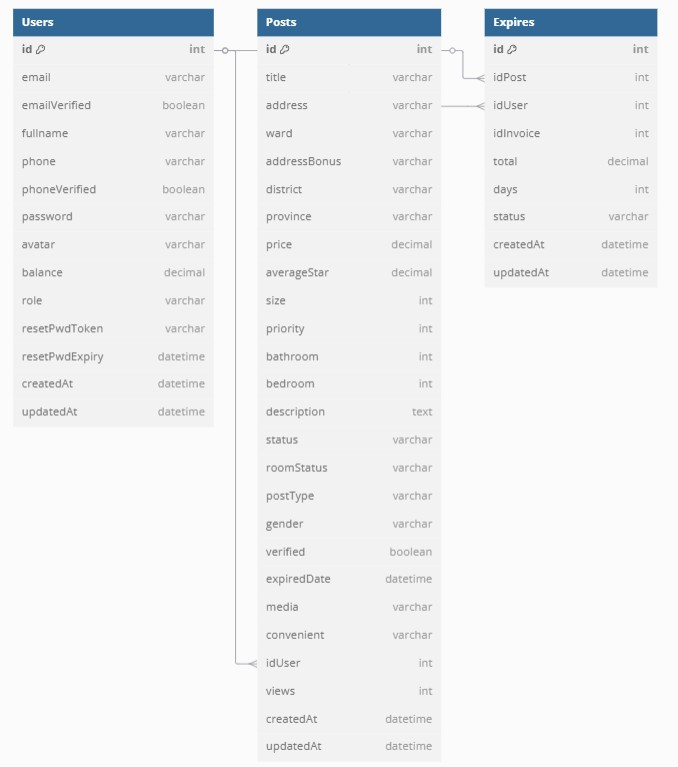 Users
id int
email varchar
emailVerified boolean
fullname varchar
phone varchar
phoneVerified boolean
password varchar
avatar varchar
balance decimal
role varchar
resetPwdToken varchar
resetPwdExpiry datetime
createdAt datetime
updatedAt datetime
Posts
id int
title varchar
address varchar
ward varchar
addressBonus varchar
district varchar
province varchar
price decimal
averageStar decimal
size int
priority int
bathroom int
bedroom int
description text
status varchar
roomStatus varchar
postType varchar
gender varchar
verified boolean
expiredDate datetime
media varchar
convenient varchar
idUser int
views int
createdAt datetime
updatedAt datetime
Expires
id int
idPost int
idUser int
idInvoice int
total decimal
days int
status varchar
createdAt datetime
updatedAt datetime